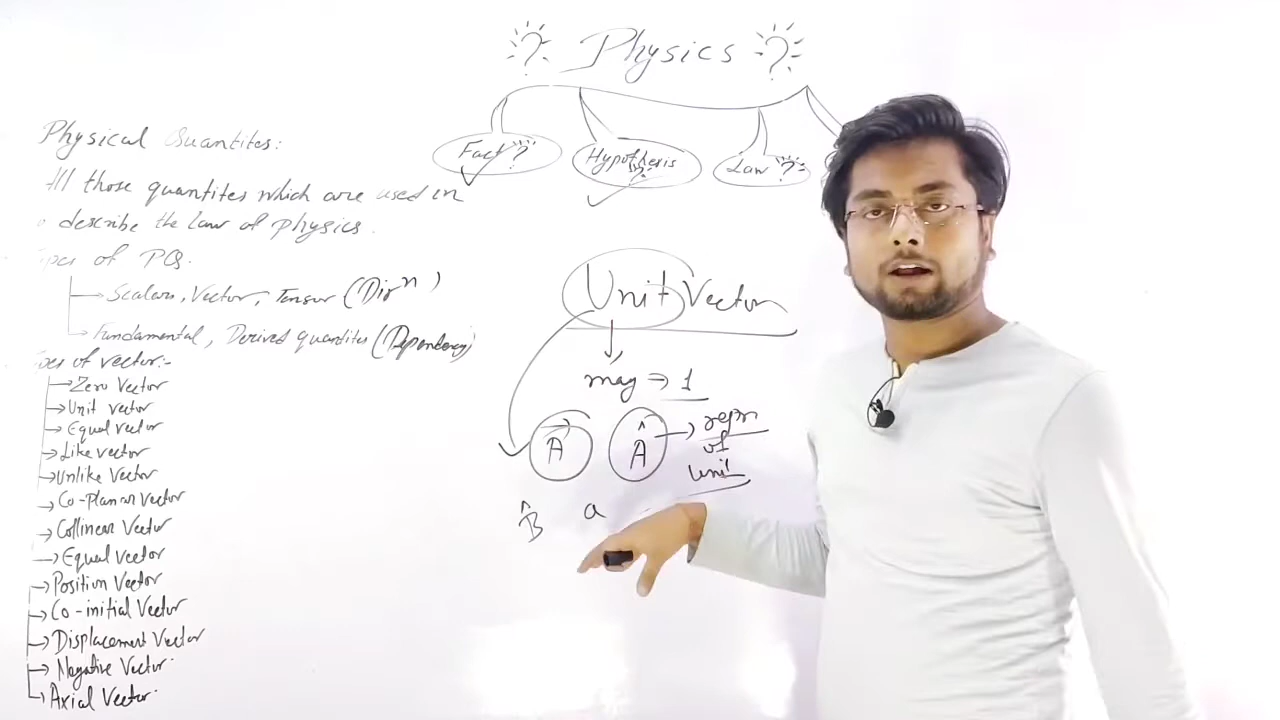 ? Physics ?
Fact ?
Hypothesis ?
Law ?
Physical Quantites:
All those quantites which are used in
describe the Law of physics.
Types of PQ.
Scalars, Vector, Tensor (Dirⁿ)
Fundamental, Derived quantites (Dependency)
Types of vector:-
Zero Vector
Unit vector
Equal vector
Like vector
Unlike Vector
Co-planar Vector
Collinear Vector
Equal vector
Position Vector
Co-initial Vector
Displacement Vector
Negative Vector
Axial Vector
Unit Vector
mag ⇒ 1
A⃗ Â → repn
of
unit
B̂ a